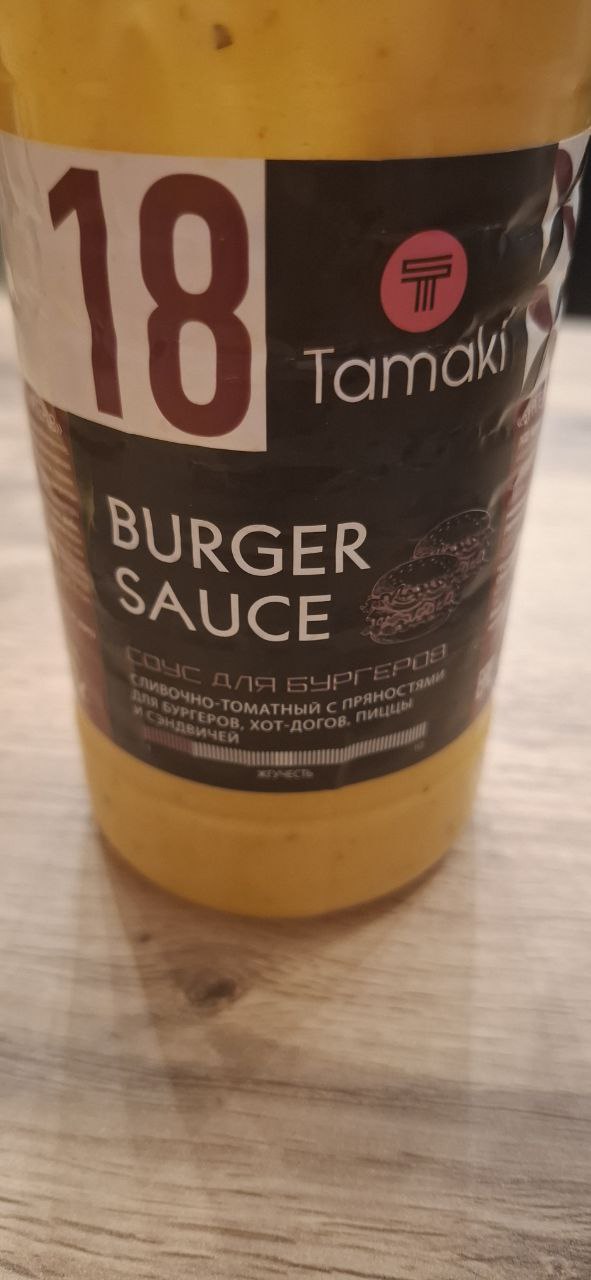 18
Tamaki
BURGER
SAUCE
СОУС ДЛЯ БУРГЕРОВ
СЛИВОЧНО-ТОМАТНЫЙ С ПРЯНОСТЯМИ
ДЛЯ БУРГЕРОВ, ХОТ-ДОГОВ, ПИЦЦЫ
И СЭНДВИЧЕЙ
ЖГУЧЕСТЬ